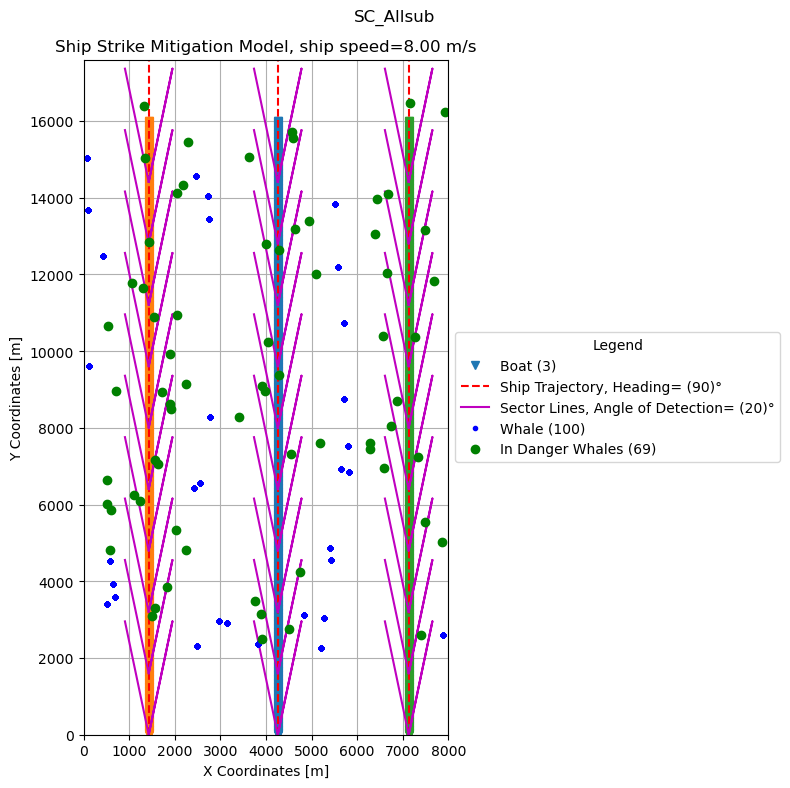 SC_Allsub
Ship Strike Mitigation Model, ship speed=8.00 m/s
Y Coordinates [m]
16000
14000
12000
10000
8000
6000
4000
2000
0
0 1000 2000 3000 4000 5000 6000 7000 8000
X Coordinates [m]
Legend
Boat (3)
Ship Trajectory, Heading= (90)°
Sector Lines, Angle of Detection= (20)°
Whale (100)
In Danger Whales (69)